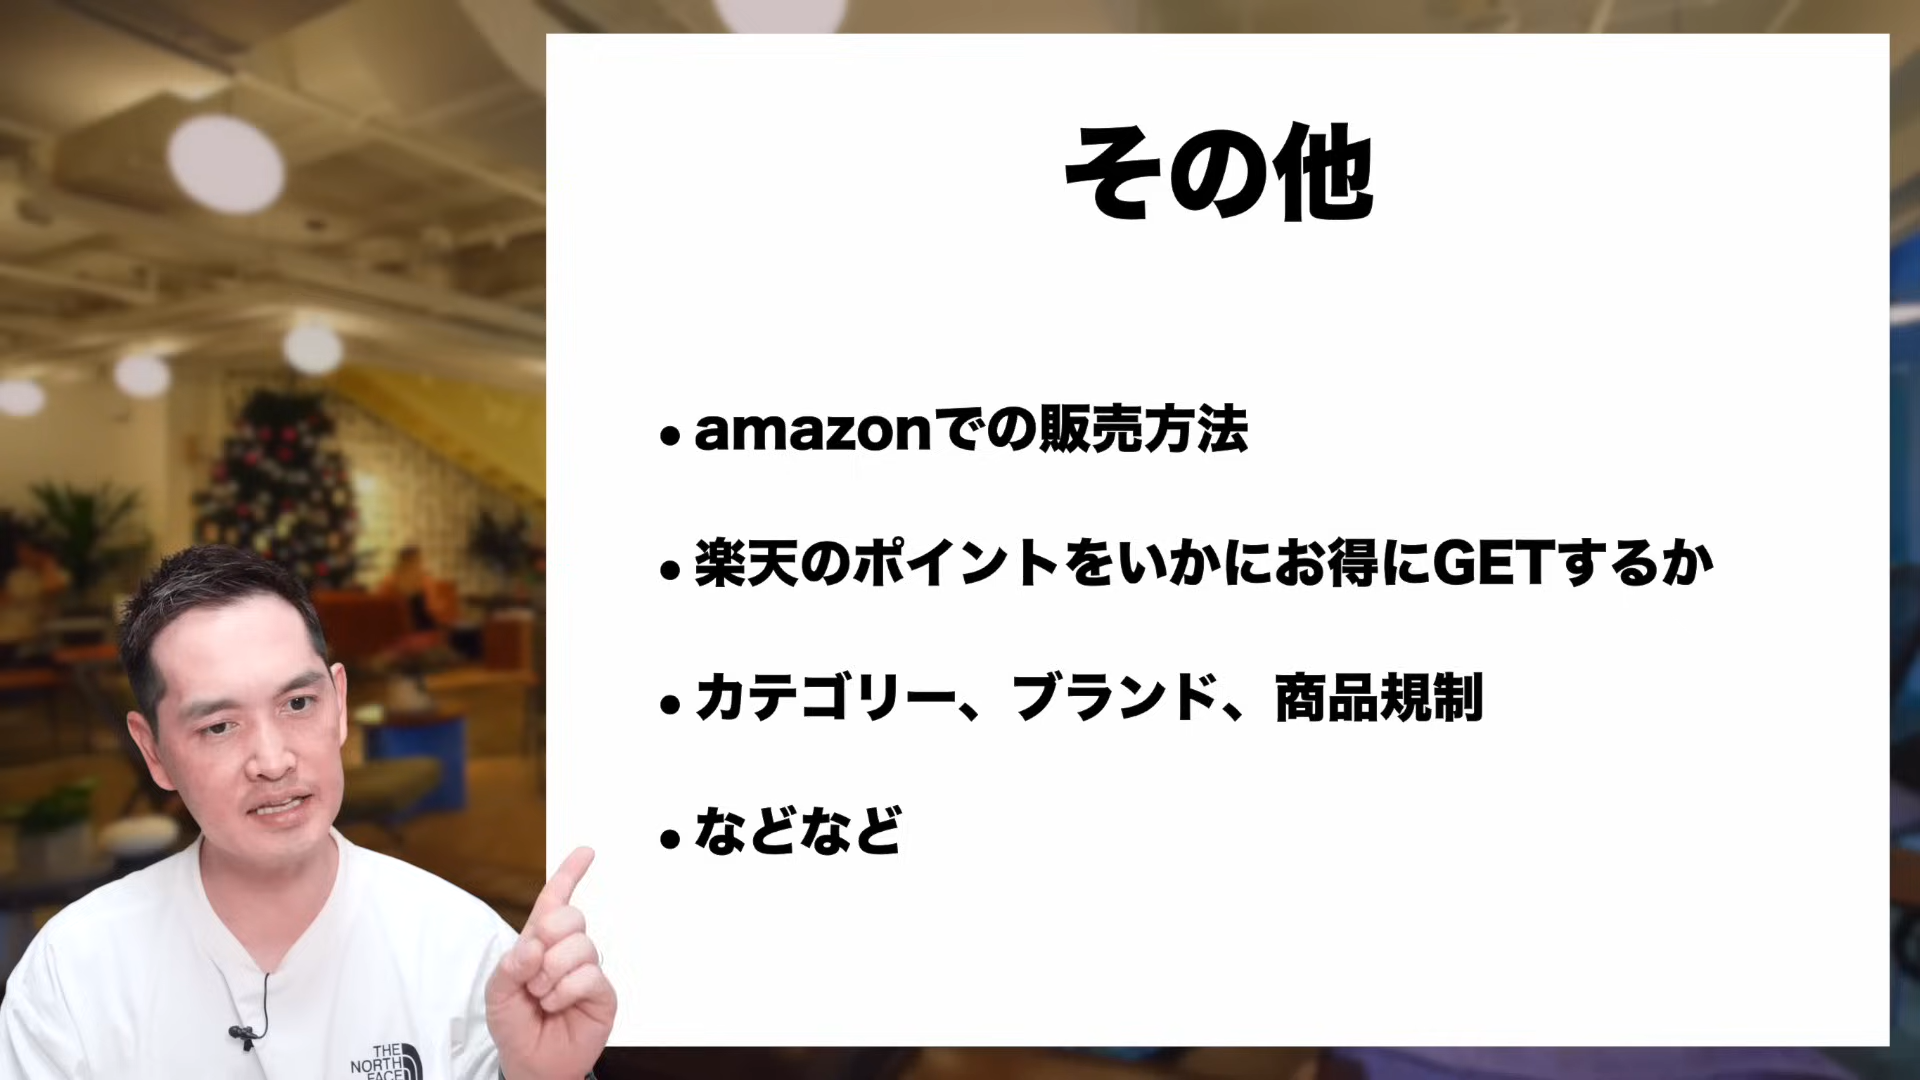 その他
•amazonでの販売方法
•楽天のポイントをいかにお得にGETするか
•カテゴリー、ブランド、商品規制
•などなど
THE
NORTH
FACE